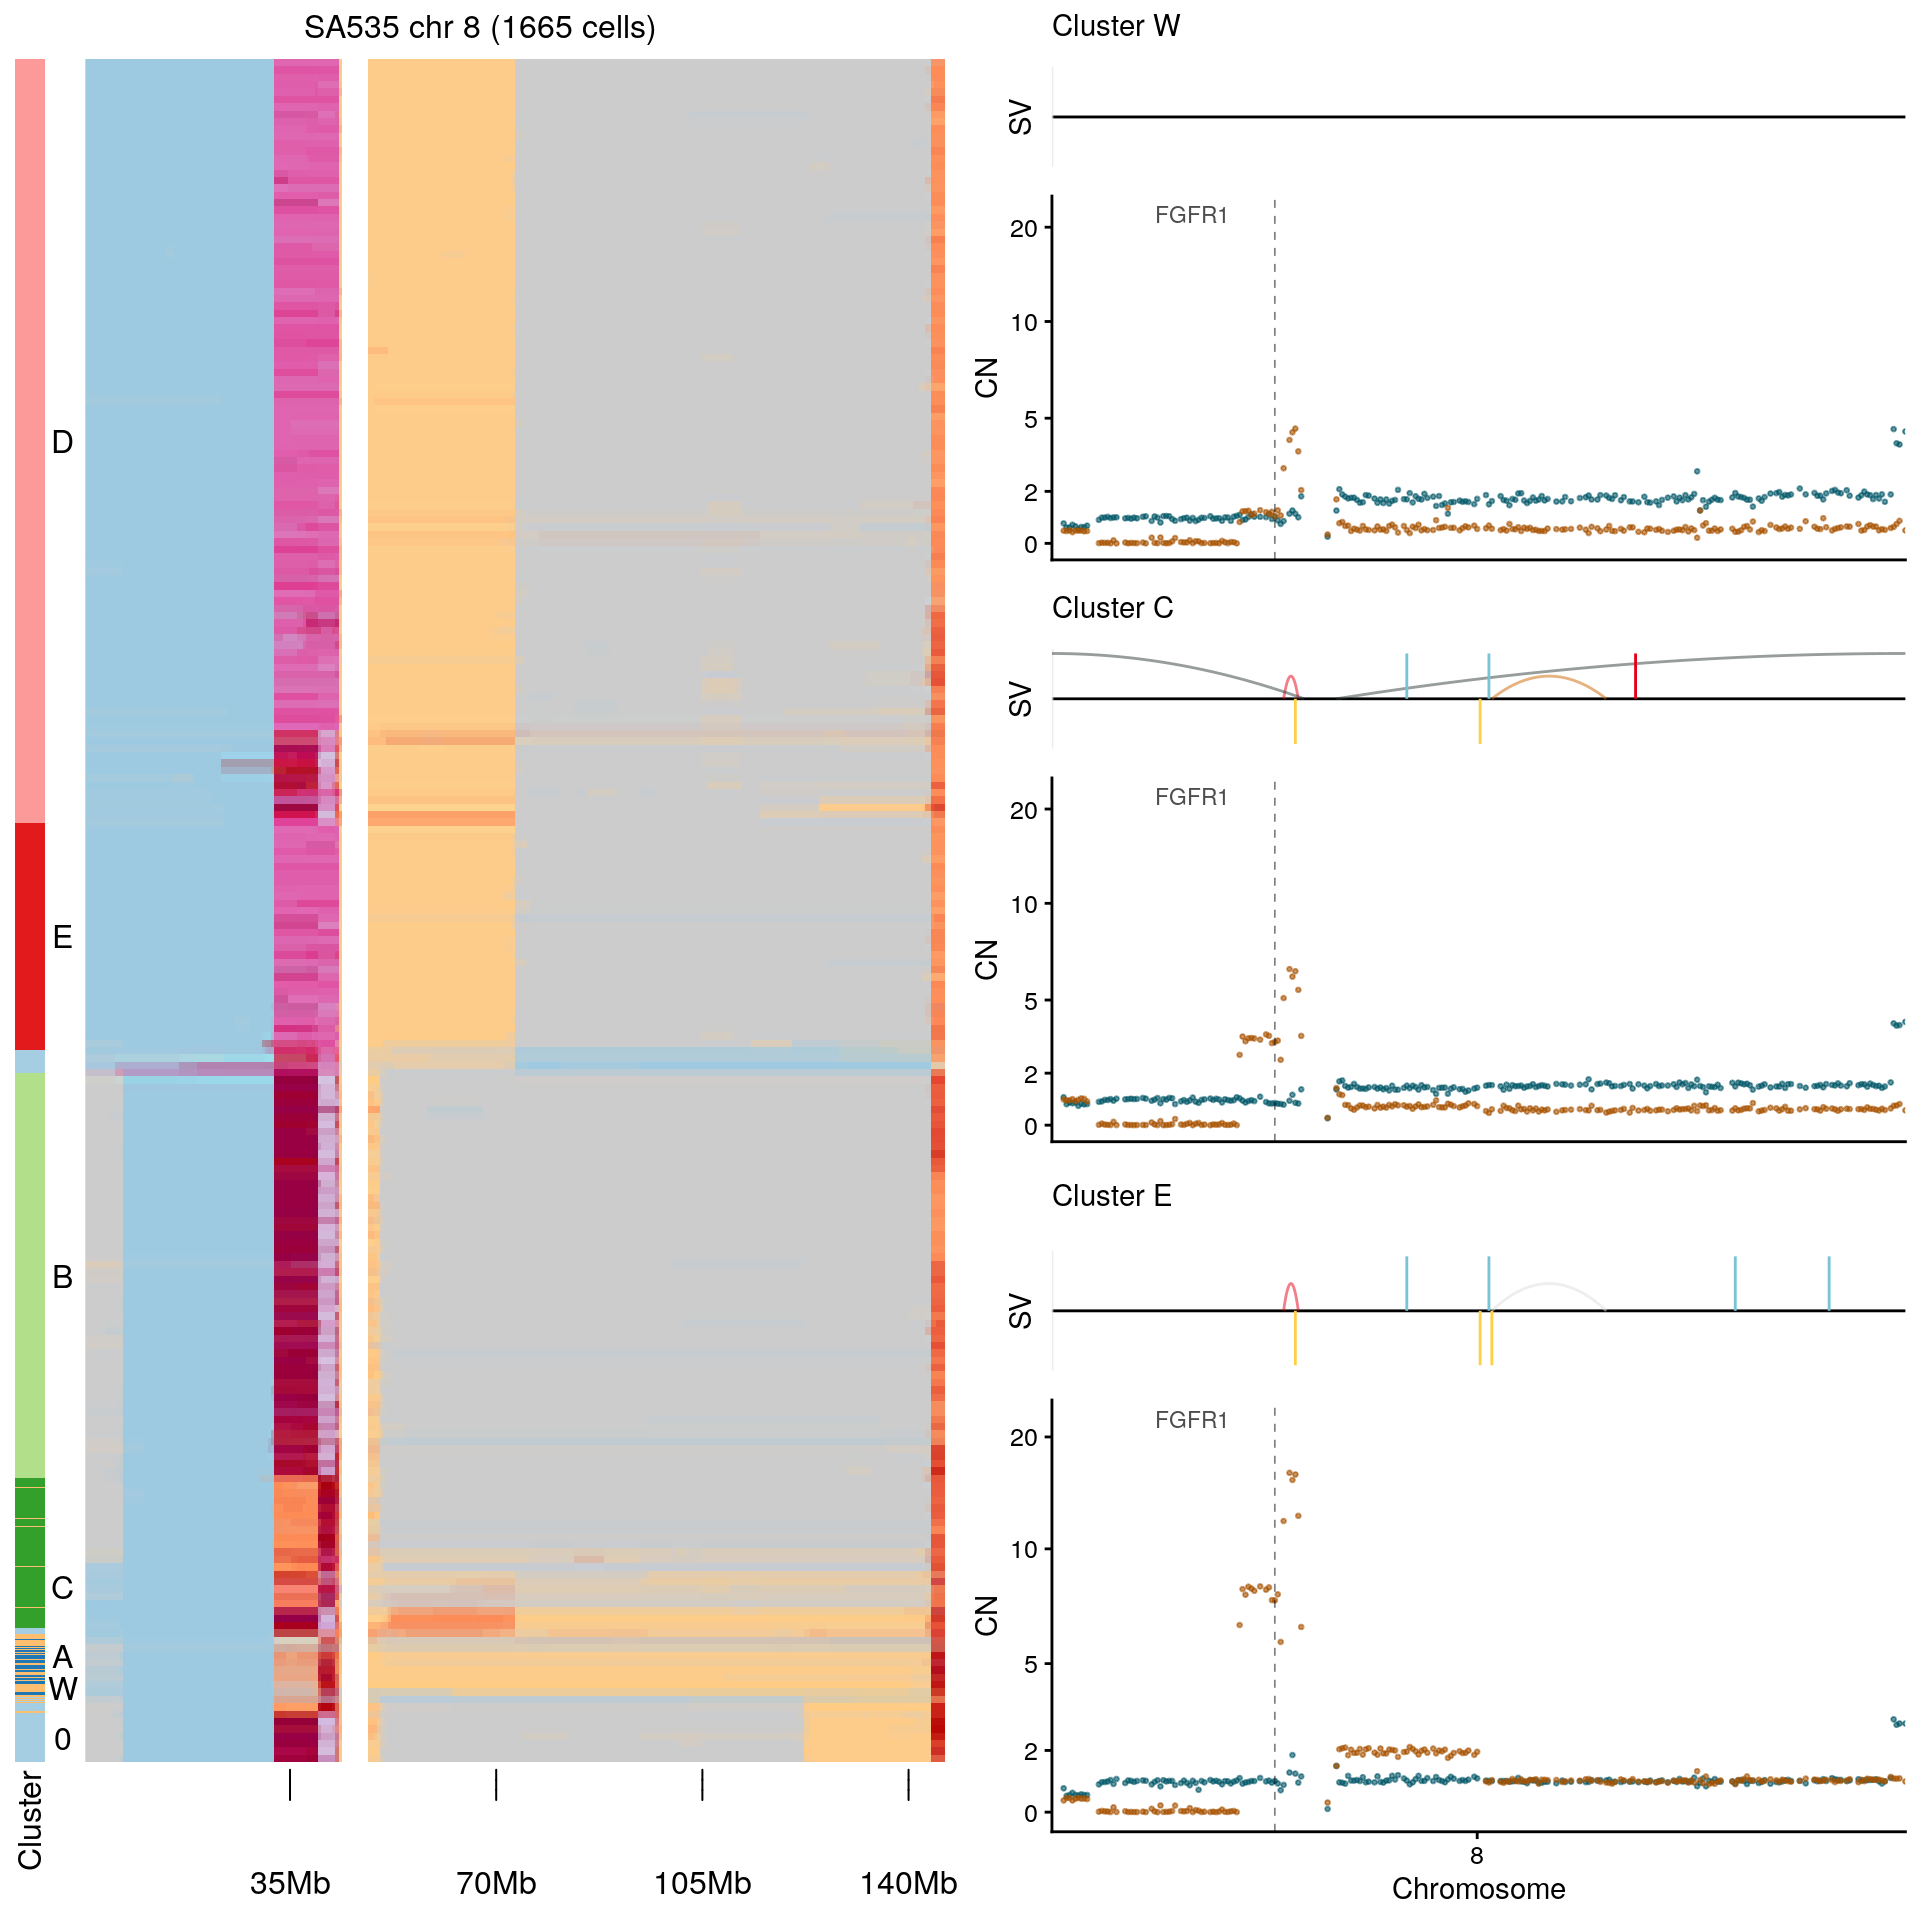 SA535 chr 8 (1665 cells)
D
E
B
C
A
W
0
Cluster
35Mb
70Mb
105Mb
140Mb
Cluster W
SV
FGFR1
CN
20
10
5
2
0
Cluster C
SV
FGFR1
CN
20
10
5
2
0
Cluster E
SV
FGFR1
CN
20
10
5
2
0
8
Chromosome